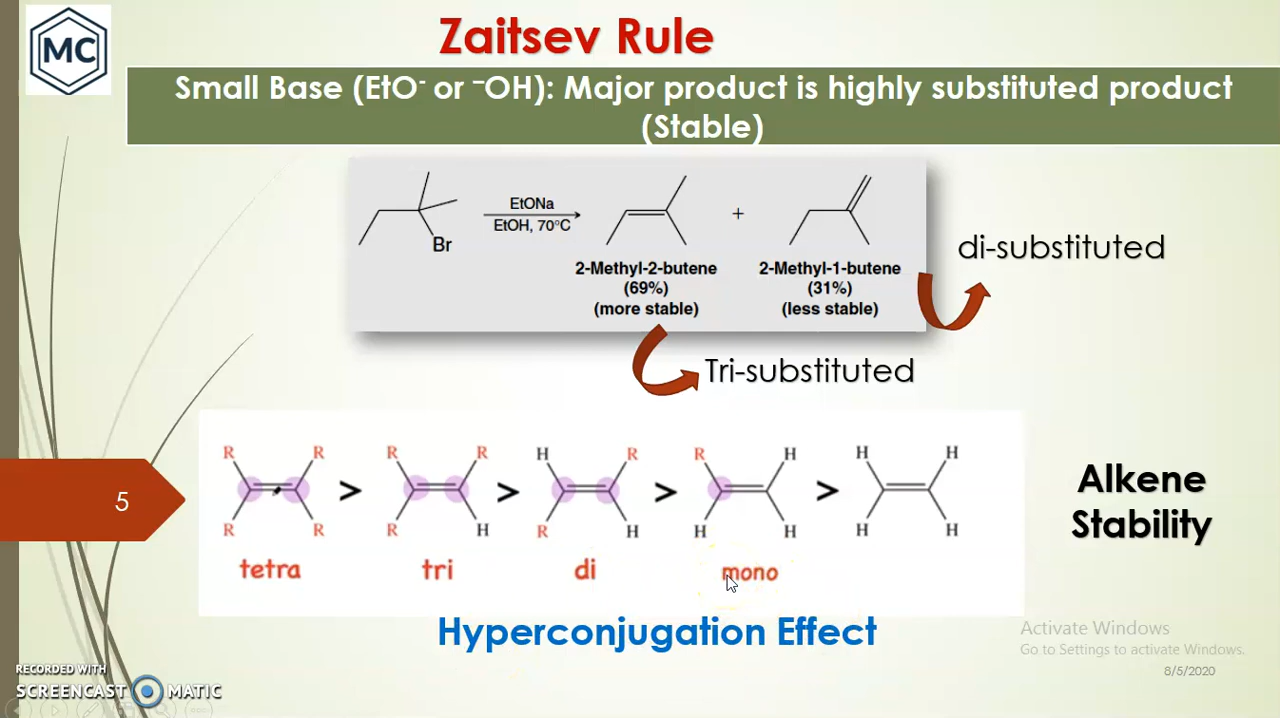 MC
Zaitsev Rule
Small Base (EtO⁻ or ⁻OH): Major product is highly substituted product
(Stable)
EtONa
EtOH, 70°C
Br
+
2-Methyl-2-butene
(69%)
(more stable)
2-Methyl-1-butene
(31%)
(less stable)
di-substituted
Tri-substituted
R R R R H R R H H H
> > > >
R R R H R H H H H H
tetra tri di mono
Alkene
Stability
5
Hyperconjugation Effect
Activate Windows
Go to Settings to activate Windows.
8/5/2020
RECORDED WITH
SCREENCAST MATIC